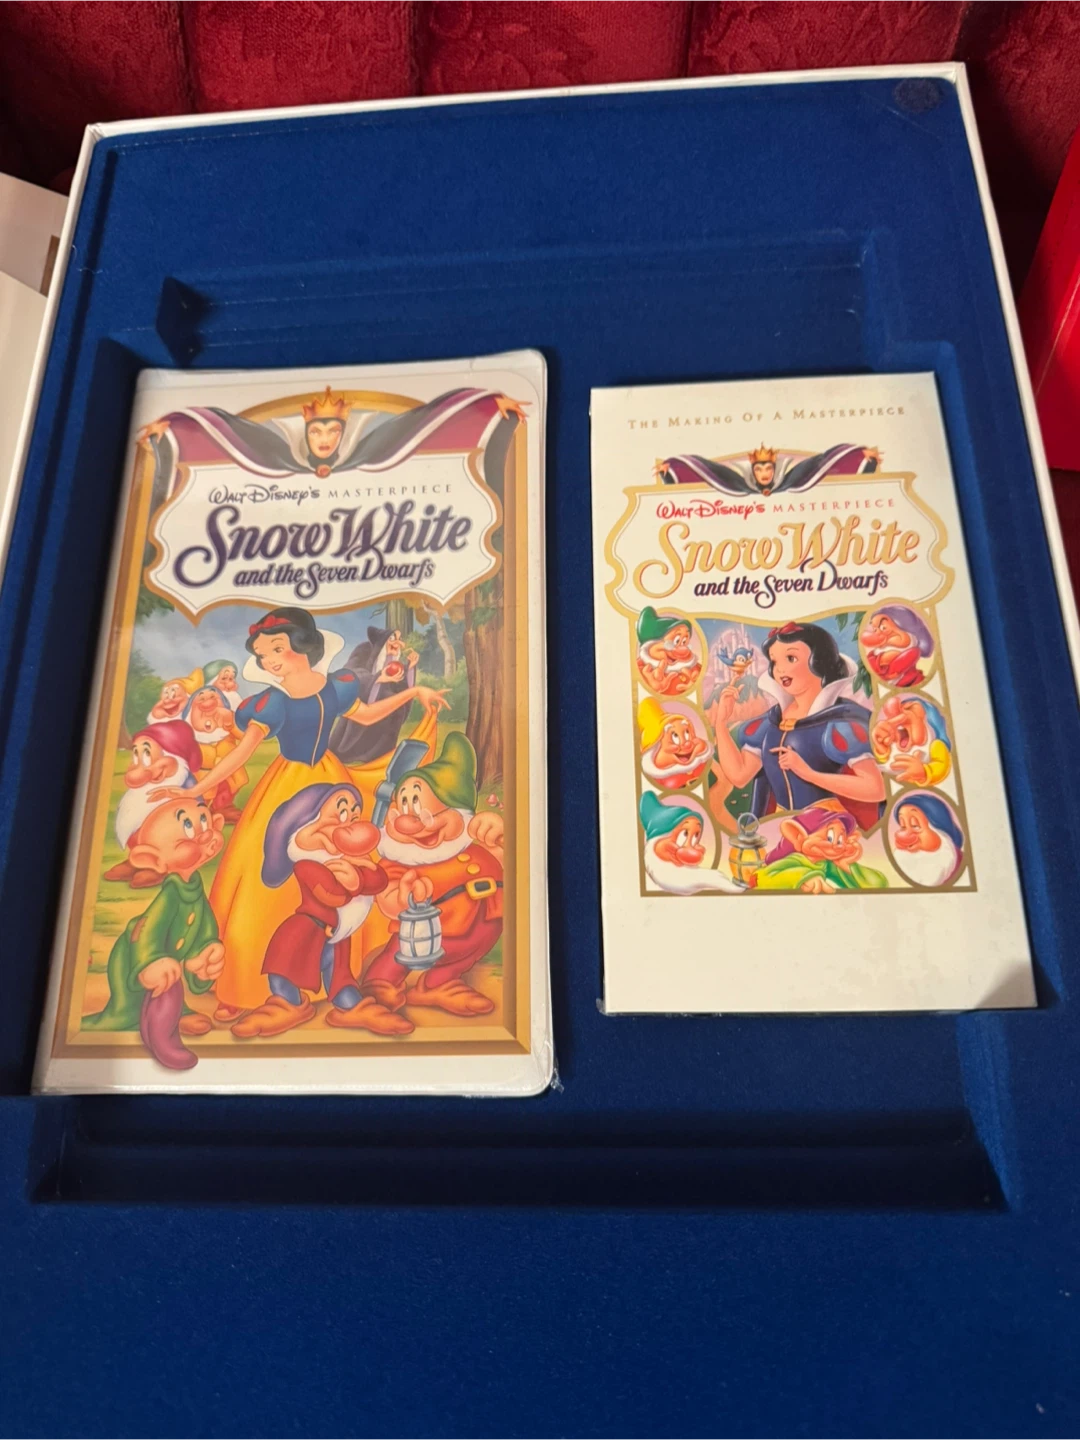 WALT DISNEY'S MASTERPIECE
Snow White
and the Seven Dwarfs
THE MAKING OF A MASTERPIECE
WALT DISNEY'S MASTERPIECE
Snow White
and the Seven Dwarfs